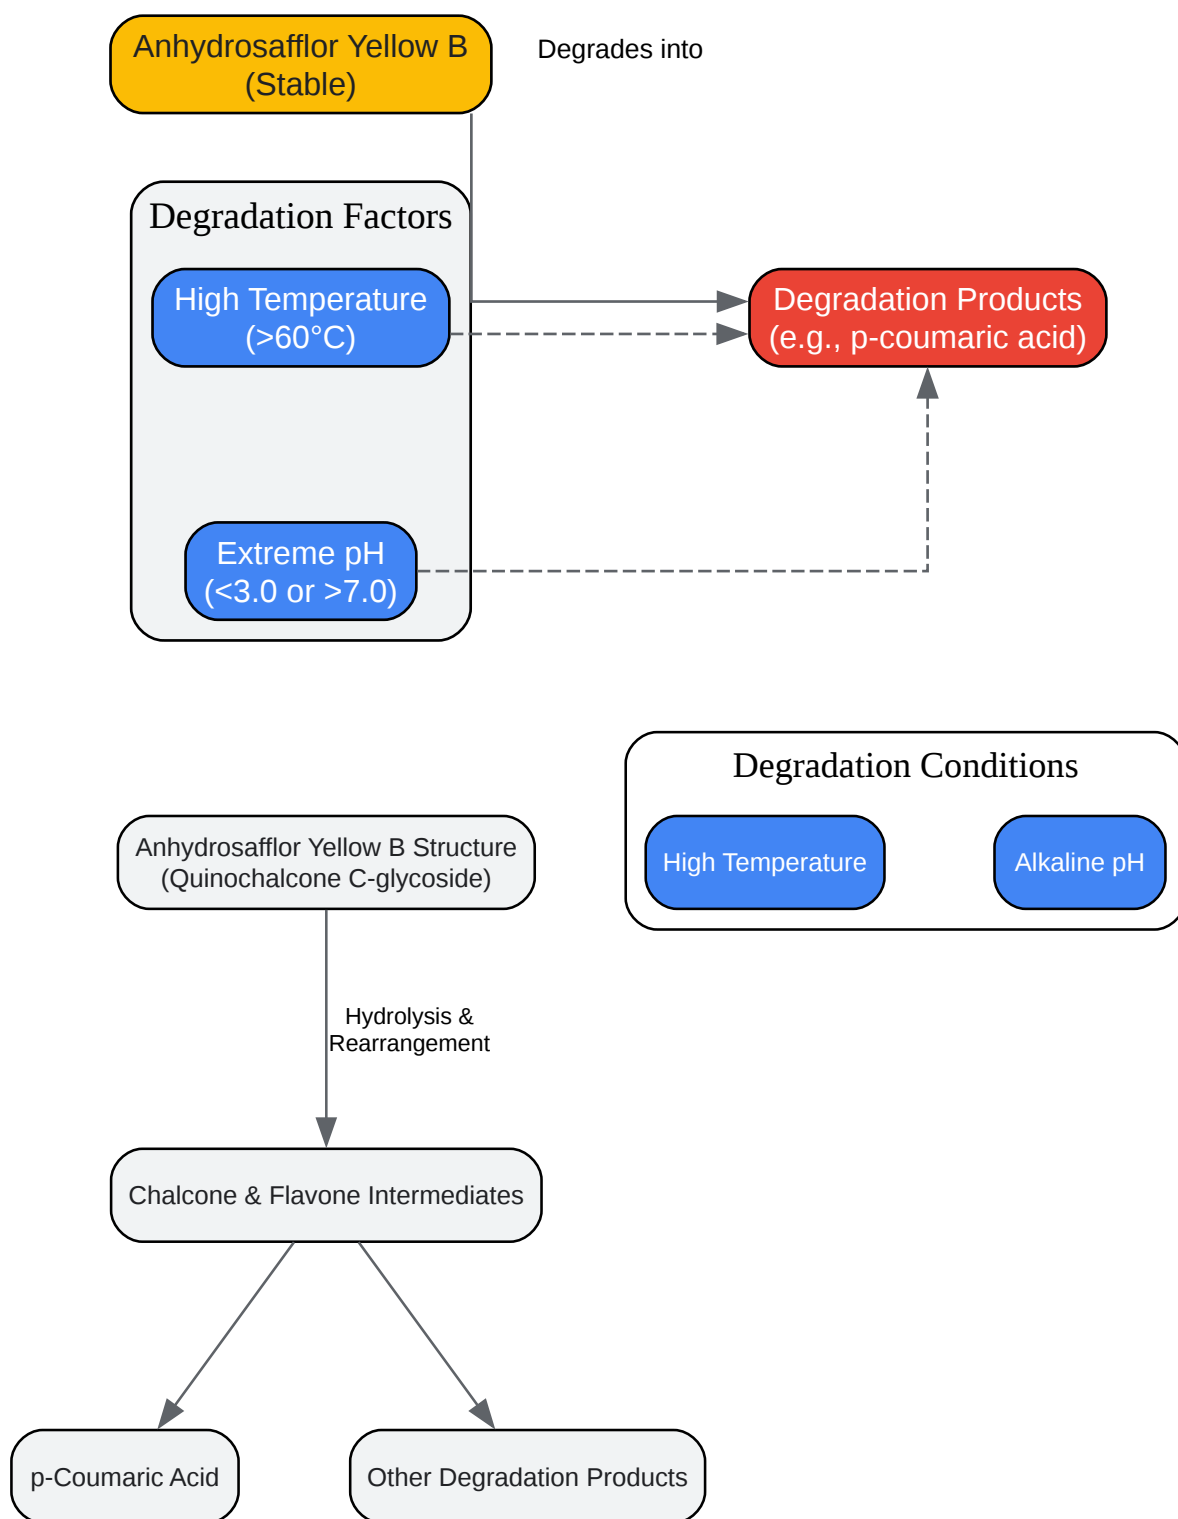 Anhydrosafflor Yellow B
(Stable)
Degrades into
Degradation Factors
High Temperature
(>60°C)
Degradation Products
(e.g., p-coumaric acid)
Extreme pH
(<3.0 or >7.0)
Degradation Conditions
High Temperature
Alkaline pH
Anhydrosafflor Yellow B Structure
(Quinochalcone C-glycoside)
Hydrolysis &
Rearrangement
Chalcone & Flavone Intermediates
p-Coumaric Acid
Other Degradation Products